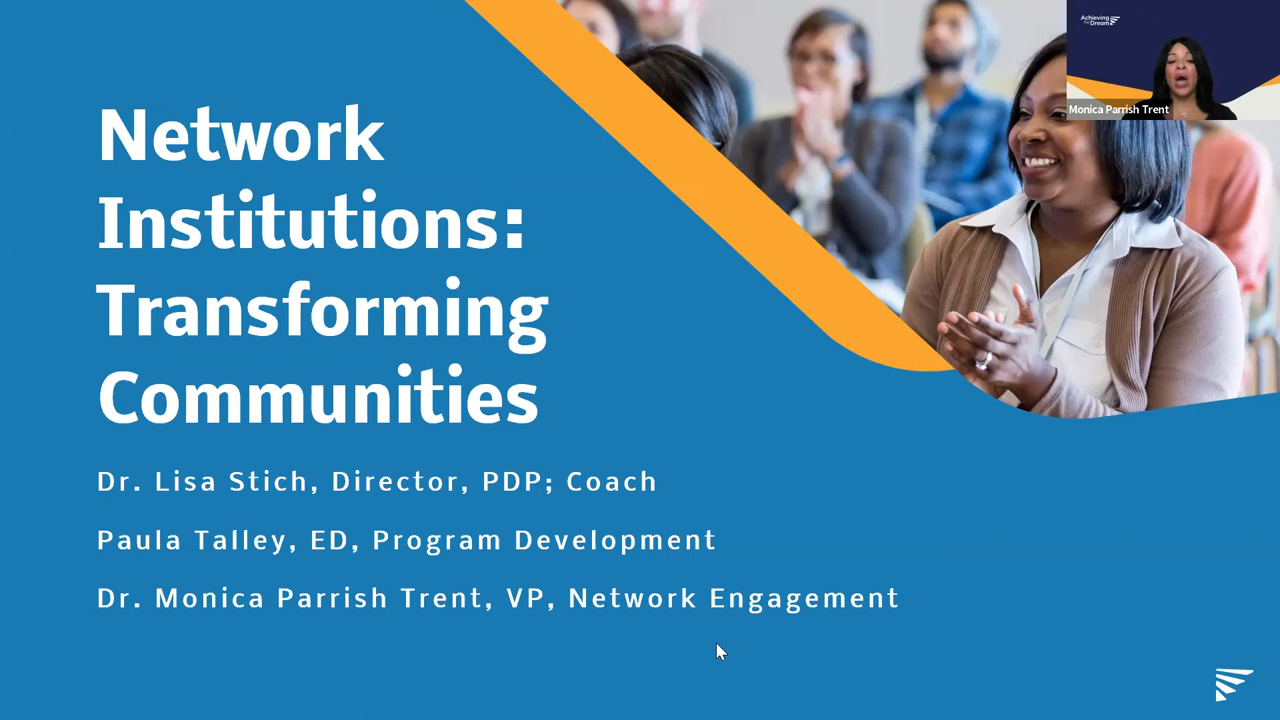 Network
Institutions:
Transforming
Communities
Dr. Lisa Stich, Director, PDP; Coach
Paula Talley, ED, Program Development
Dr. Monica Parrish Trent, VP, Network Engagement
Achieving
the Dream
Monica Parrish Trent